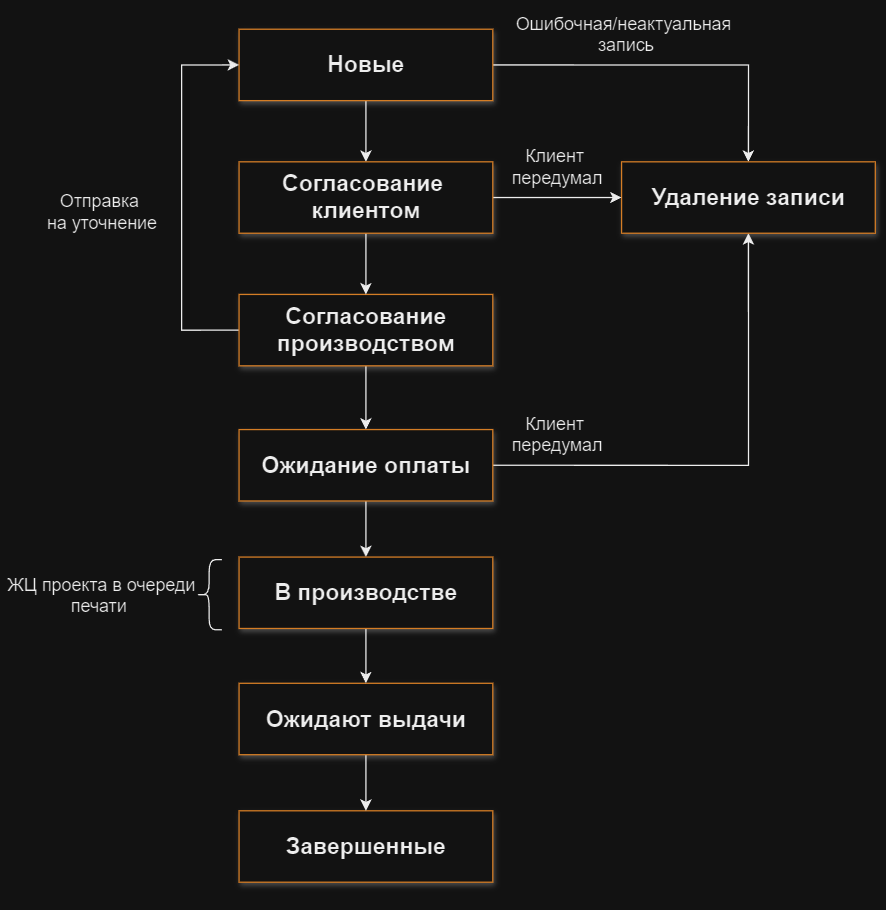 Ошибочная/неактуальная
запись
Новые
Согласование
клиентом
Клиент
передумал
Удаление записи
Отправка
на уточнение
Согласование
производством
Ожидание оплаты
Клиент
передумал
ЖЦ проекта в очереди
печати
В производстве
Ожидают выдачи
Завершенные